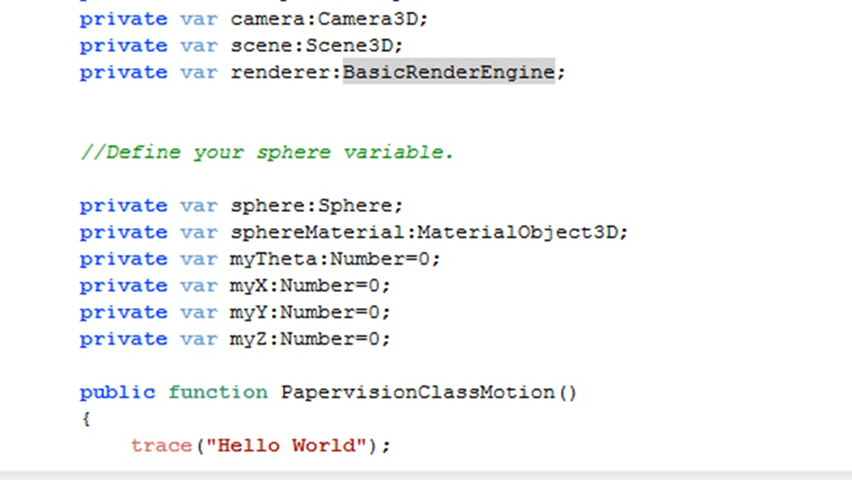 private var camera:Camera3D;
private var scene:Scene3D;
private var renderer:BasicRenderEngine;
//Define your sphere variable.
private var sphere:Sphere;
private var sphereMaterial:MaterialObject3D;
private var myTheta:Number=0;
private var myX:Number=0;
private var myY:Number=0;
private var myZ:Number=0;
public function PapervisionClassMotion()
{
trace("Hello World");